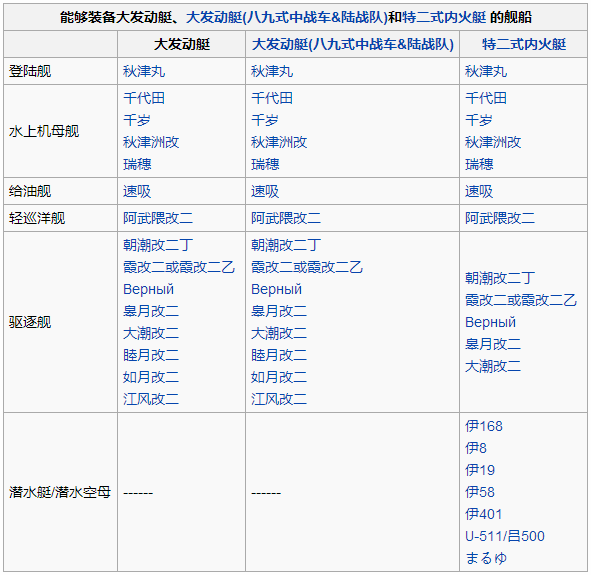 能够装备大发动艇、大发动艇(八九式中战车&陆战队)和特二式内火艇 的舰船
大发动艇 大发动艇(八九式中战车&陆战队) 特二式内火艇
登陆舰 秋津丸 秋津丸 秋津丸
水上机母舰
千代田
千岁
秋津洲改
瑞穗
千代田
千岁
秋津洲改
瑞穗
千代田
千岁
秋津洲改
瑞穗
给油舰 速吸 速吸 速吸
轻巡洋舰 阿武隈改二 阿武隈改二 阿武隈改二
驱逐舰
朝潮改二丁
霞改二或霞改二乙
Верный
皋月改二
大潮改二
睦月改二
如月改二
江风改二
朝潮改二丁
霞改二或霞改二乙
Верный
皋月改二
大潮改二
睦月改二
如月改二
江风改二
朝潮改二丁
霞改二或霞改二乙
Верный
皋月改二
大潮改二
潜水艇/潜水空母 ------ ------
伊168
伊8
伊19
伊58
伊401
U-511/吕500
まるゆ